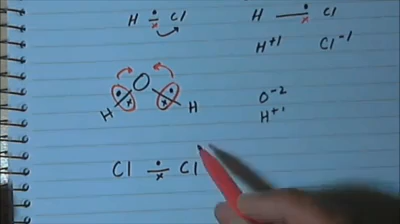 H • x Cl
H • x Cl
H⁺¹ Cl⁻¹
O
H H
O⁻²
H⁺¹
Cl • x Cl